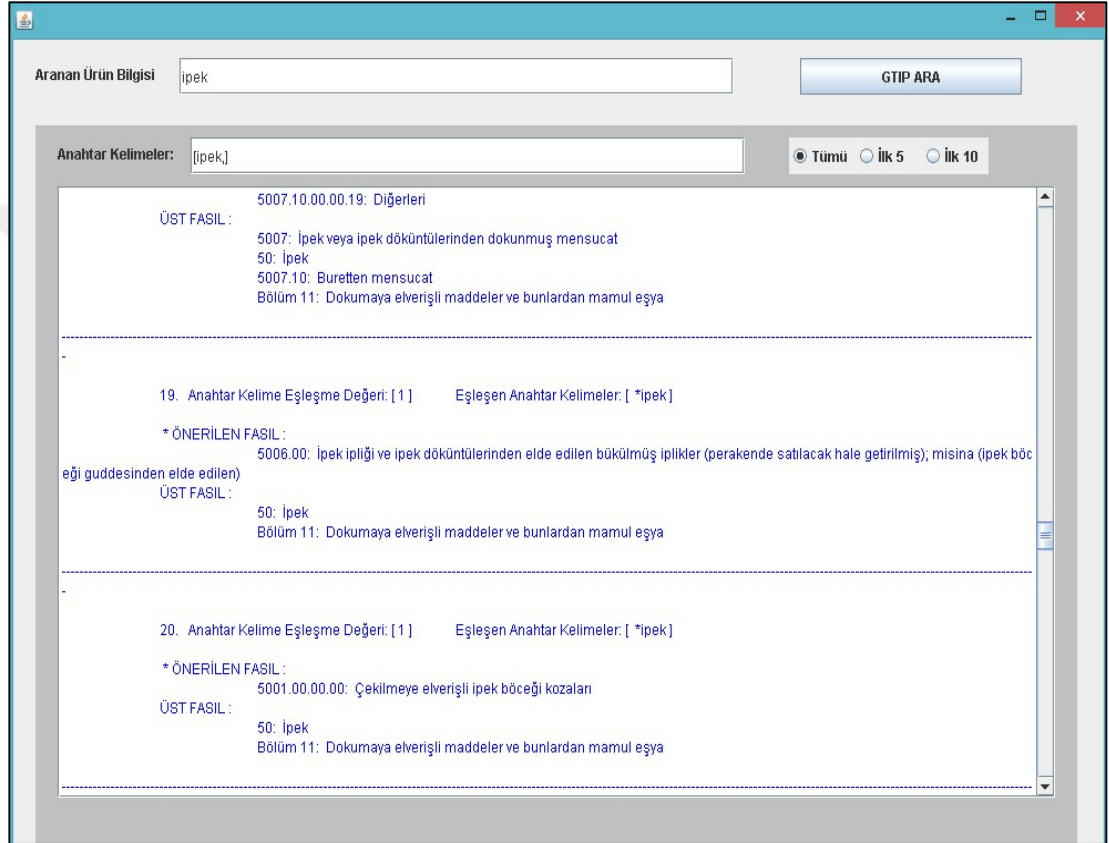 Aranan Ürün Bilgisi ipek GTIP ARA
Anahtar Kelimeler: [ipek,] Tümü İlk 5 İlk 10
5007.10.00.00.19: Diğerleri
ÜST FASIL :
5007: İpek veya ipek döküntülerinden dokunmuş mensucat
50: İpek
5007.10: Buretten mensucat
Bölüm 11: Dokumaya elverişli maddeler ve bunlardan mamul eşya
--------------------------------------------------------------------------------
-
19. Anahtar Kelime Eşleşme Değeri: [ 1 ] Eşleşen Anahtar Kelimeler: [ *ipek ]
* ÖNERİLEN FASIL :
5006.00: İpek ipliği ve ipek döküntülerinden elde edilen bükülmüş iplikler (perakende satılacak hale getirilmiş); misina (ipek böc
eği guddesinden elde edilen)
ÜST FASIL :
50: İpek
Bölüm 11: Dokumaya elverişli maddeler ve bunlardan mamul eşya
--------------------------------------------------------------------------------
-
20. Anahtar Kelime Eşleşme Değeri: [ 1 ] Eşleşen Anahtar Kelimeler: [ *ipek ]
* ÖNERİLEN FASIL :
5001.00.00.00: Çekilmeye elverişli ipek böceği kozaları
ÜST FASIL :
50: İpek
Bölüm 11: Dokumaya elverişli maddeler ve bunlardan mamul eşya
--------------------------------------------------------------------------------